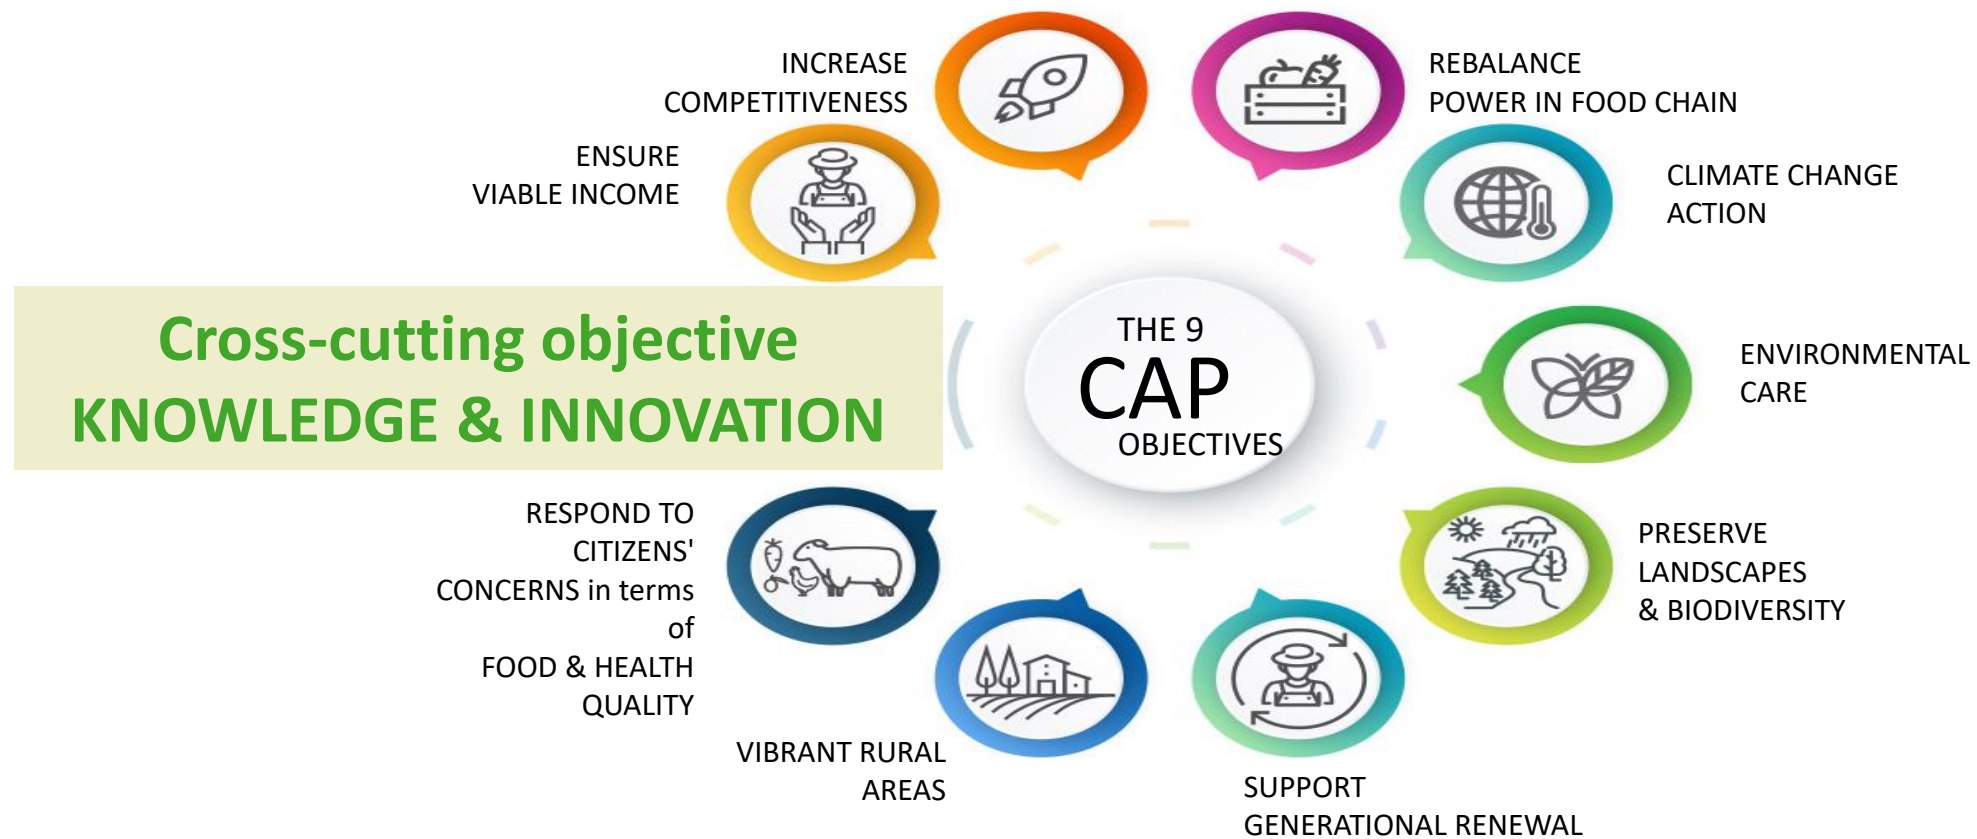 INCREASE
COMPETITIVENESS
REBALANCE
POWER IN FOOD CHAIN
ENSURE
VIABLE INCOME
CLIMATE CHANGE
ACTION
Cross-cutting objective
KNOWLEDGE & INNOVATION
THE 9
CAP
OBJECTIVES
ENVIRONMENTAL
CARE
RESPOND TO
CITIZENS'
CONCERNS in terms
of
FOOD & HEALTH
QUALITY
PRESERVE
LANDSCAPES
& BIODIVERSITY
VIBRANT RURAL
AREAS
SUPPORT
GENERATIONAL RENEWAL